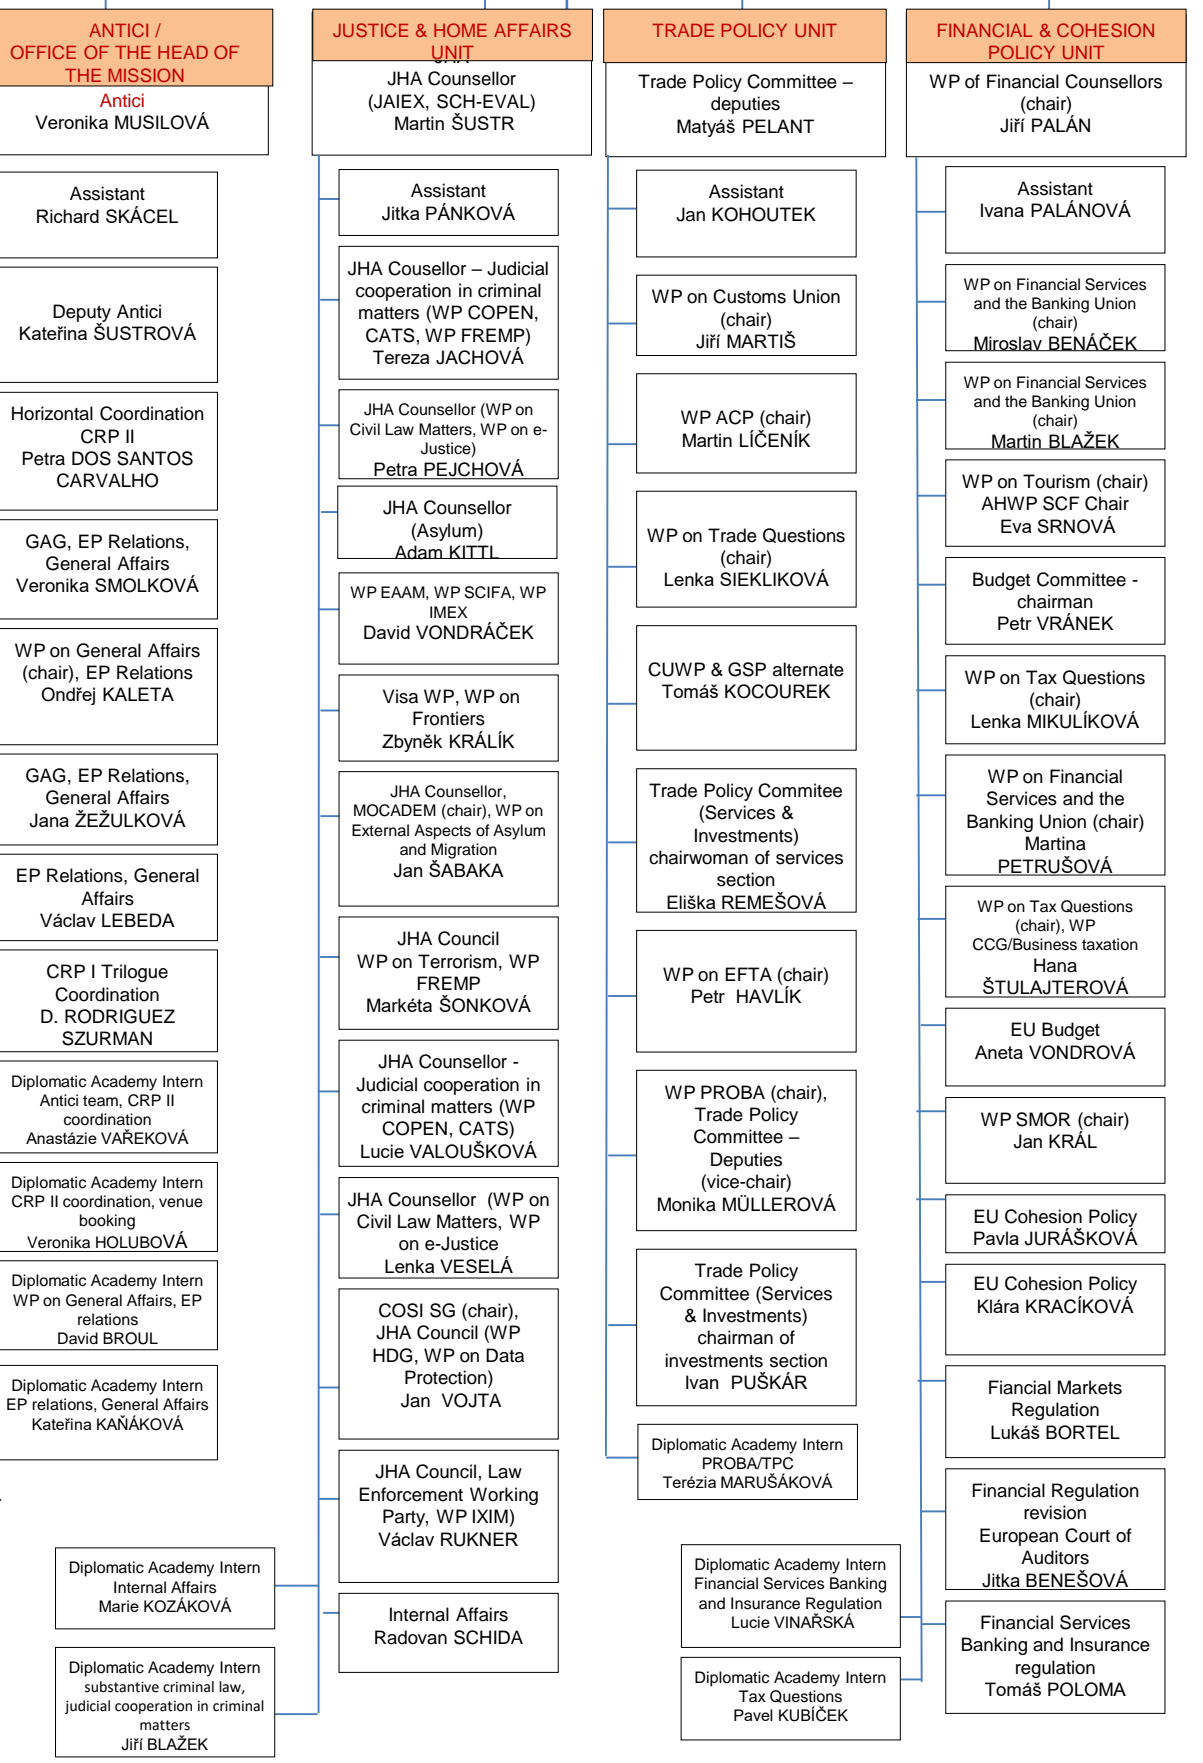 ANTICI /
OFFICE OF THE HEAD OF
THE MISSION
Antici
Veronika MUSILOVÁ
Assistant
Richard SKÁCEL
Deputy Antici
Kateřina ŠUSTROVÁ
Horizontal Coordination
CRP II
Petra DOS SANTOS
CARVALHO
GAG, EP Relations,
General Affairs
Veronika SMOLKOVÁ
WP on General Affairs
(chair), EP Relations
Ondřej KALETA
GAG, EP Relations,
General Affairs
Jana ŽEŽULKOVÁ
EP Relations, General
Affairs
Václav LEBEDA
CRP I Trilogue
Coordination
D. RODRIGUEZ
SZURMAN
Diplomatic Academy Intern
Antici team, CRP II
coordination
Anastázie VAŘEKOVÁ
Diplomatic Academy Intern
CRP II coordination, venue
booking
Veronika HOLUBOVÁ
Diplomatic Academy Intern
WP on General Affairs, EP
relations
David BROUL
Diplomatic Academy Intern
EP relations, General Affairs
Kateřina KAŇÁKOVÁ
JUSTICE & HOME AFFAIRS
UNIT
JHA Counsellor
(JAIEX, SCH-EVAL)
Martin ŠUSTR
Assistant
Jitka PÁNKOVÁ
JHA Cousellor – Judicial
cooperation in criminal
matters (WP COPEN,
CATS, WP FREMP)
Tereza JACHOVÁ
JHA Counsellor (WP on
Civil Law Matters, WP on e-
Justice)
Petra PEJCHOVÁ
JHA Counsellor
(Asylum)
Adam KITTL
WP EAAM, WP SCIFA, WP
IMEX
David VONDRÁČEK
Visa WP, WP on
Frontiers
Zbyněk KRÁLÍK
JHA Counsellor,
MOCADEM (chair), WP on
External Aspects of Asylum
and Migration
Jan ŠABAKA
JHA Council
WP on Terrorism, WP
FREMP
Markéta ŠONKOVÁ
JHA Counsellor -
Judicial cooperation in
criminal matters (WP
COPEN, CATS)
Lucie VALOUŠKOVÁ
JHA Counsellor (WP on
Civil Law Matters, WP
on e-Justice
Lenka VESELÁ
COSI SG (chair),
JHA Council (WP
HDG, WP on Data
Protection)
Jan VOJTA
JHA Council, Law
Enforcement Working
Party, WP IXIM)
Václav RUKNER
Internal Affairs
Radovan SCHIDA
Diplomatic Academy Intern
Internal Affairs
Marie KOZÁKOVÁ
Diplomatic Academy Intern
substantive criminal law,
judicial cooperation in criminal
matters
Jiří BLAŽEK
TRADE POLICY UNIT
Trade Policy Committee –
deputies
Matyáš PELANT
Assistant
Jan KOHOUTEK
WP on Customs Union
(chair)
Jiří MARTIŠ
WP ACP (chair)
Martin LÍČENÍK
WP on Trade Questions
(chair)
Lenka SIEKLIKOVÁ
CUWP & GSP alternate
Tomáš KOCOUREK
Trade Policy Commitee
(Services &
Investments)
chairwoman of services
section
Eliška REMEŠOVÁ
WP on EFTA (chair)
Petr HAVLÍK
WP PROBA (chair),
Trade Policy
Committee –
Deputies
(vice-chair)
Monika MÜLLEROVÁ
Trade Policy
Committee (Services
& Investments)
chairman of
investments section
Ivan PUŠKÁR
Diplomatic Academy Intern
PROBA/TPC
Terézia MARUŠÁKOVÁ
FINANCIAL & COHESION
POLICY UNIT
WP of Financial Counsellors
(chair)
Jiří PALÁN
Assistant
Ivana PALÁNOVÁ
WP on Financial Services
and the Banking Union
(chair)
Miroslav BENÁČEK
WP on Financial Services
and the Banking Union
(chair)
Martin BLAŽEK
WP on Tourism (chair)
AHWP SCF Chair
Eva SRNOVÁ
Budget Committee -
chairman
Petr VRÁNEK
WP on Tax Questions
(chair)
Lenka MIKULÍKOVÁ
WP on Financial
Services and the
Banking Union (chair)
Martina
PETRUŠOVÁ
WP on Tax Questions
(chair), WP
CCG/Business taxation
Hana
ŠTULAJTEROVÁ
EU Budget
Aneta VONDROVÁ
WP SMOR (chair)
Jan KRÁL
EU Cohesion Policy
Pavla JURÁŠKOVÁ
EU Cohesion Policy
Klára KRACÍKOVÁ
Fiancial Markets
Regulation
Lukáš BORTEL
Financial Regulation
revision
European Court of
Auditors
Jitka BENEŠOVÁ
Financial Services
Banking and Insurance
regulation
Tomáš POLOMA
Diplomatic Academy Intern
Financial Services Banking
and Insurance Regulation
Lucie VINAŘSKÁ
Diplomatic Academy Intern
Tax Questions
Pavel KUBÍČEK